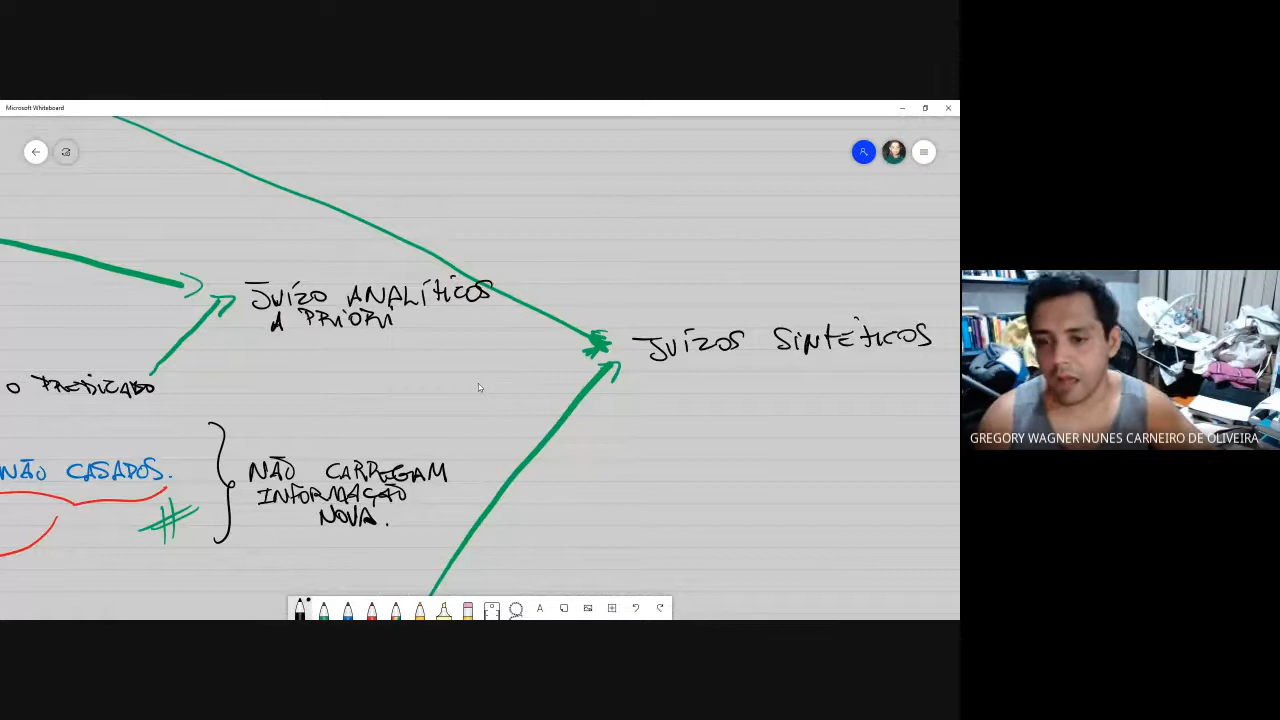 Microsoft Whiteboard
JUÍZO ANALÍTICOS
A PRIORI
JUÍZOS SINTÉTICOS
O PREDICADO
NÃO CASADOS.
NÃO CARREGAM
INFORMAÇÃO
NOVA.
GREGORY WAGNER NUNES CARNEIRO DE OLIVEIRA